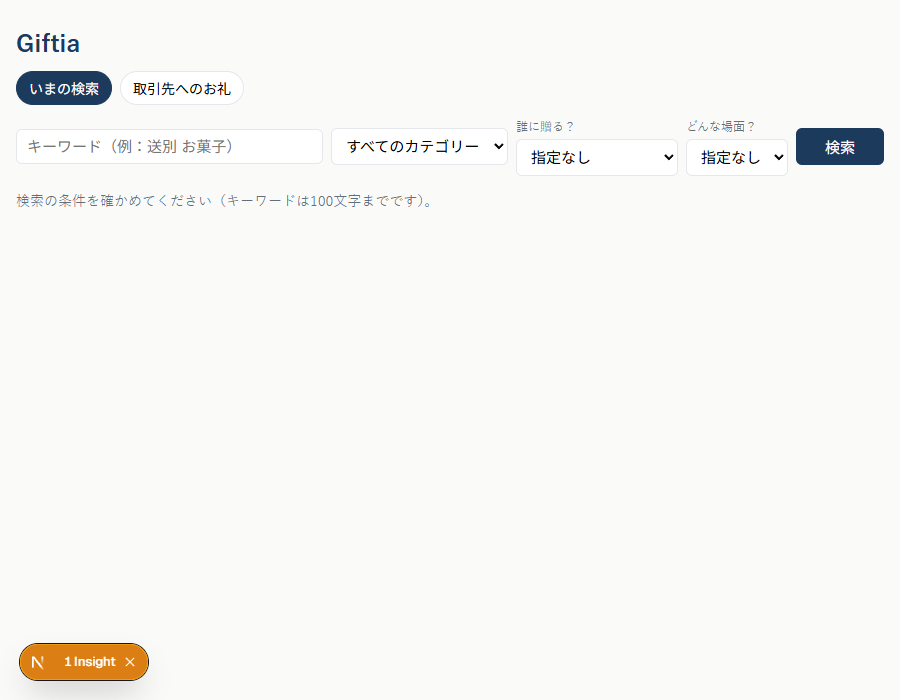 Giftia
いまの検索 取引先へのお礼
誰に贈る? どんな場面?
キーワード(例:送別 お菓子) すべてのカテゴリー 指定なし 指定なし 検索
検索の条件を確かめてください(キーワードは100文字までです)。
N 1 Insight ×